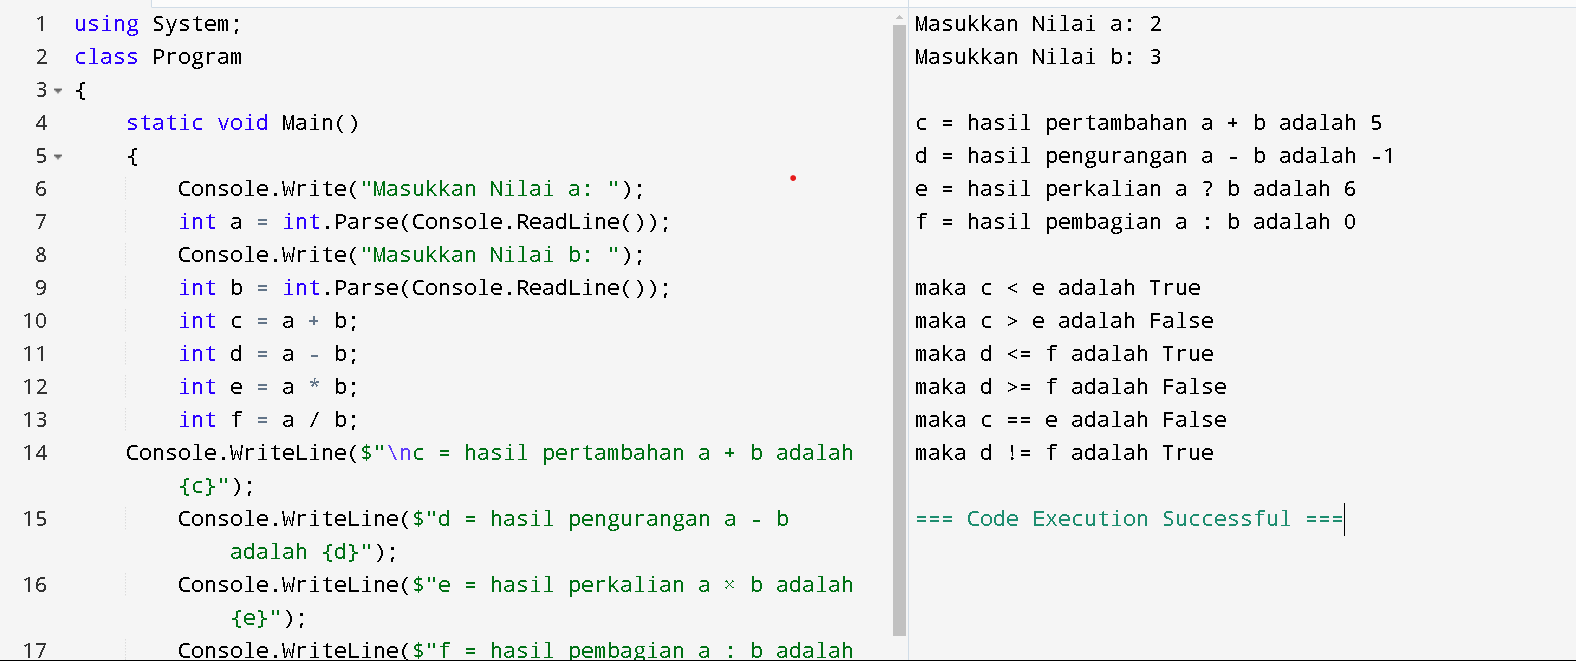 1 using System;
2 class Program
3 {
4 static void Main()
5 {
6 Console.Write("Masukkan Nilai a: ");
7 int a = int.Parse(Console.ReadLine());
8 Console.Write("Masukkan Nilai b: ");
9 int b = int.Parse(Console.ReadLine());
10 int c = a + b;
11 int d = a - b;
12 int e = a * b;
13 int f = a / b;
14 Console.WriteLine($"\nc = hasil pertambahan a + b adalah
{c}");
15 Console.WriteLine($"d = hasil pengurangan a - b
adalah {d}");
16 Console.WriteLine($"e = hasil perkalian a × b adalah
{e}");
17 Console.WriteLine($"f = hasil pembagian a : b adalah
Masukkan Nilai a: 2
Masukkan Nilai b: 3
c = hasil pertambahan a + b adalah 5
d = hasil pengurangan a - b adalah -1
e = hasil perkalian a ? b adalah 6
f = hasil pembagian a : b adalah 0
maka c < e adalah True
maka c > e adalah False
maka d <= f adalah True
maka d >= f adalah False
maka c == e adalah False
maka d != f adalah True
=== Code Execution Successful ===